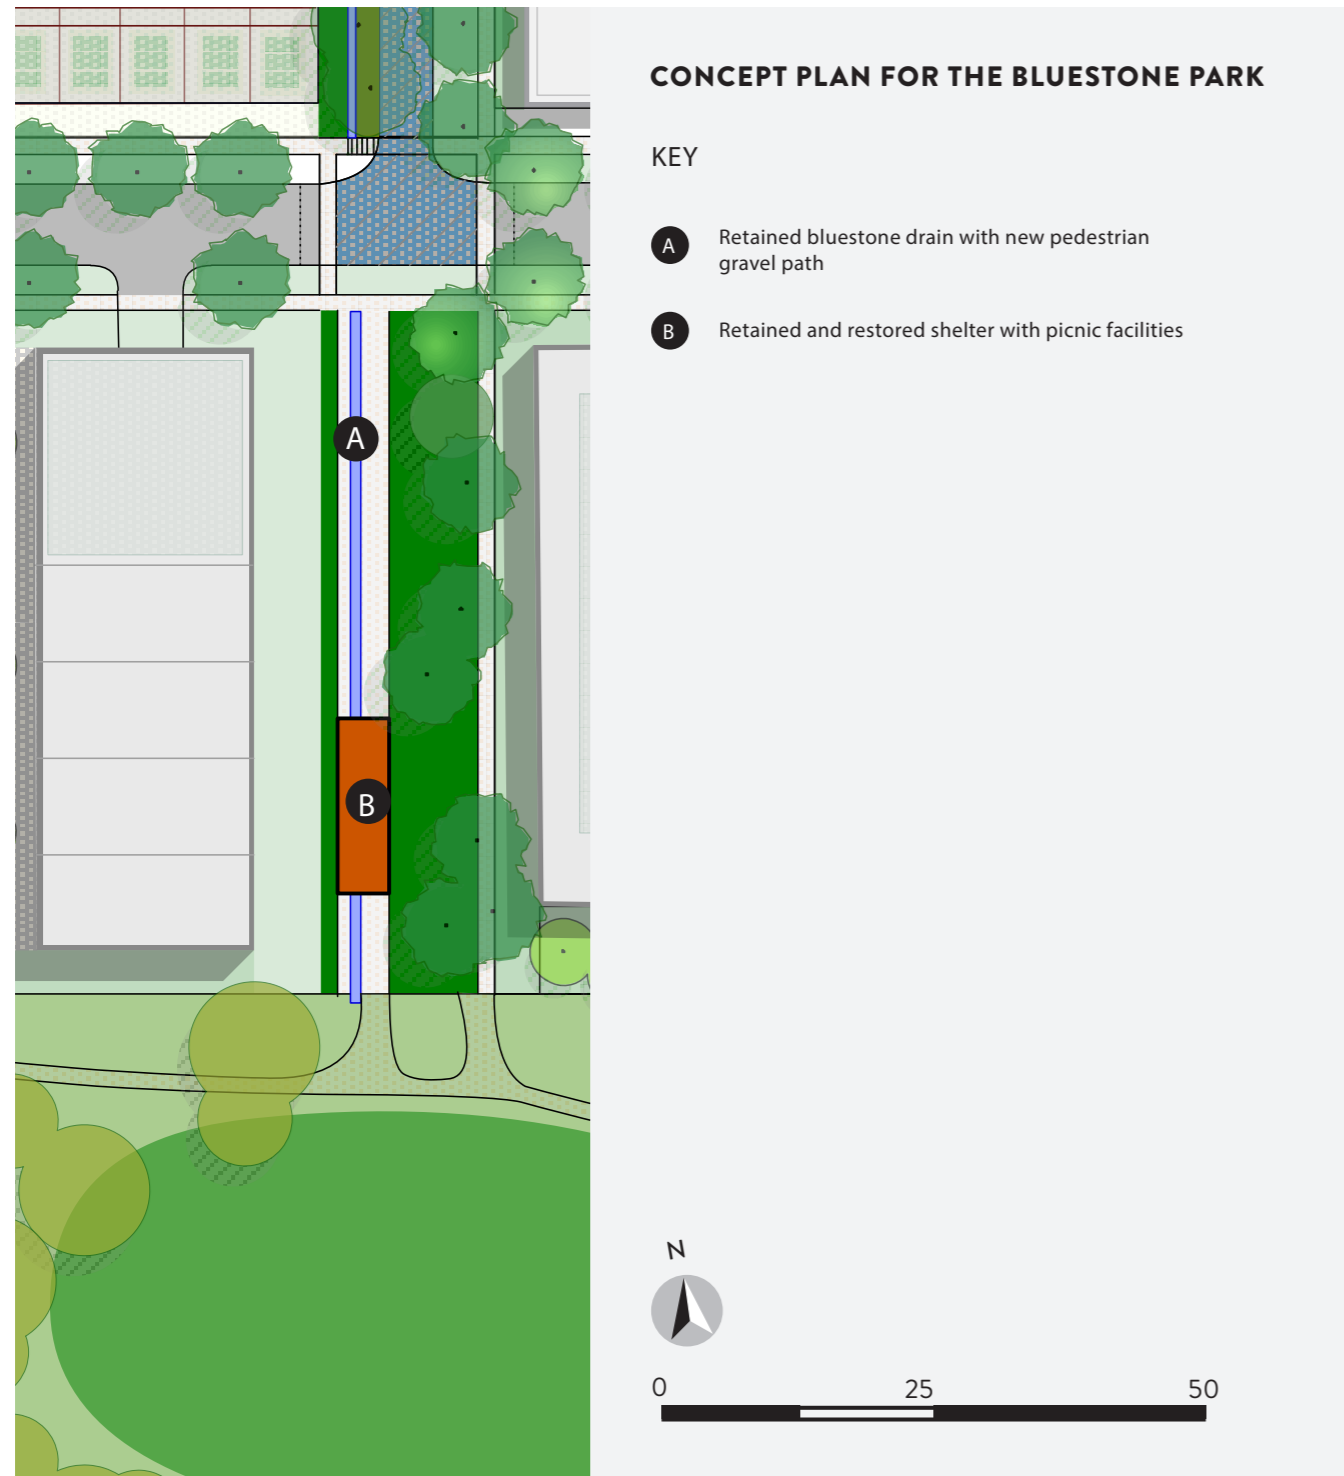 CONCEPT PLAN FOR THE BLUESTONE PARK
KEY
A Retained bluestone drain with new pedestrian
gravel path
B Retained and restored shelter with picnic facilities
A
B
N
0 25 50